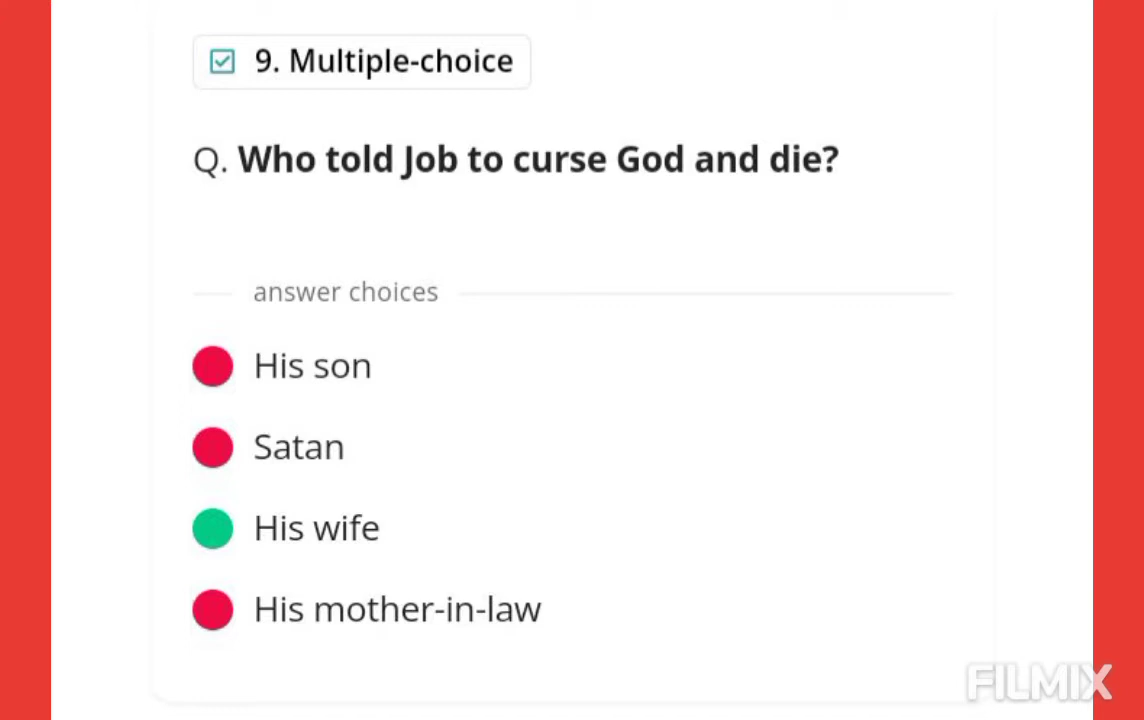 9. Multiple-choice
Q. Who told Job to curse God and die?
answer choices
His son
Satan
His wife
His mother-in-law
FILMIX